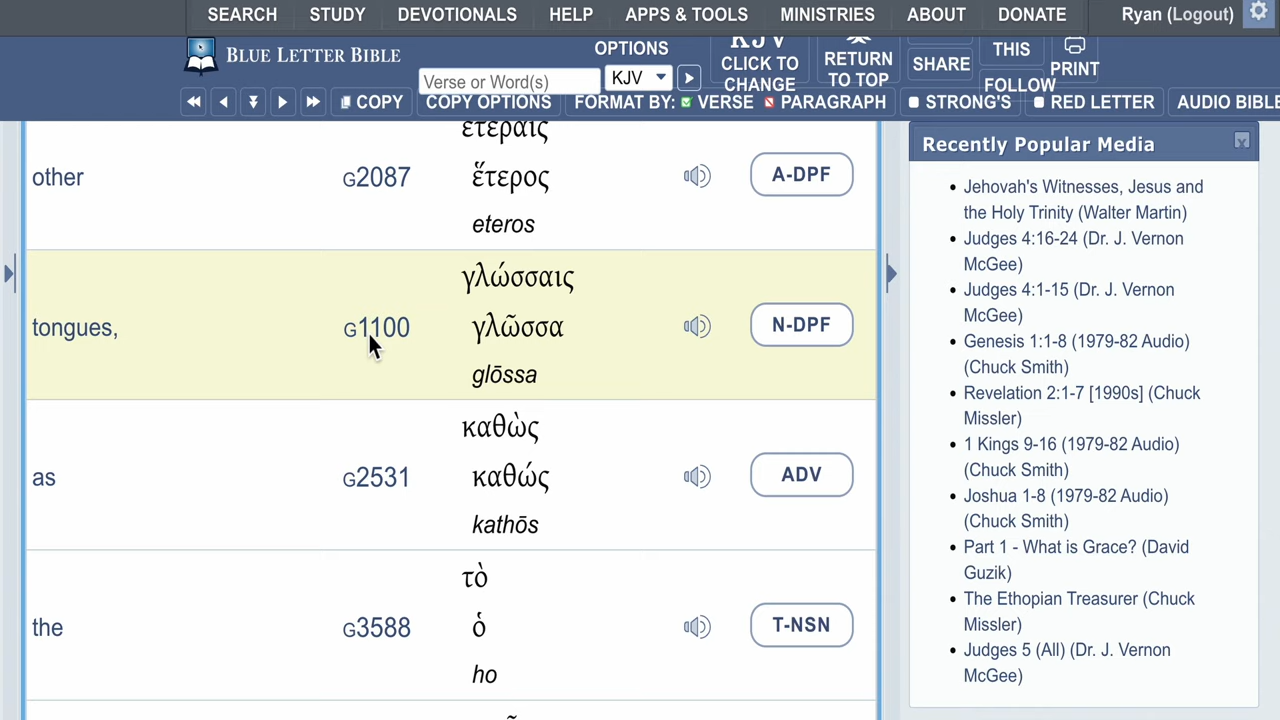 SEARCH STUDY DEVOTIONALS HELP APPS & TOOLS MINISTRIES ABOUT DONATE Ryan (Logout)
BLUE LETTER BIBLE
OPTIONS
Verse or Word(s) KJV
KJV
CLICK TO
CHANGE
RETURN
TO TOP
SHARE
THIS
FOLLOW
PRINT
COPY COPY OPTIONS FORMAT BY: VERSE PARAGRAPH STRONG'S RED LETTER AUDIO BIBLE
ἑτέραις
other G2087 ἕτερος A-DPF
eteros
γλώσσαις
tongues, G1100 γλῶσσα N-DPF
glōssa
καθὼς
as G2531 καθώς ADV
kathōs
τὸ
the G3588 ὁ T-NSN
ho
Recently Popular Media
Jehovah's Witnesses, Jesus and
the Holy Trinity (Walter Martin)
Judges 4:16-24 (Dr. J. Vernon
McGee)
Judges 4:1-15 (Dr. J. Vernon
McGee)
Genesis 1:1-8 (1979-82 Audio)
(Chuck Smith)
Revelation 2:1-7 [1990s] (Chuck
Missler)
1 Kings 9-16 (1979-82 Audio)
(Chuck Smith)
Joshua 1-8 (1979-82 Audio)
(Chuck Smith)
Part 1 - What is Grace? (David
Guzik)
The Ethopian Treasurer (Chuck
Missler)
Judges 5 (All) (Dr. J. Vernon
McGee)